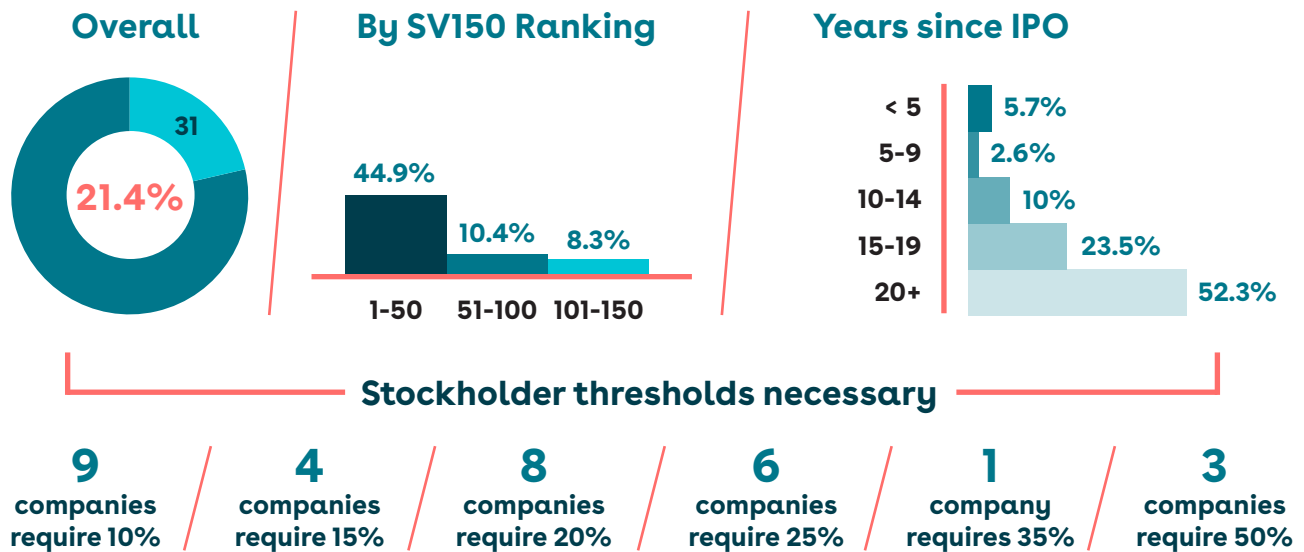 Overall
31
21.4%
By SV150 Ranking
44.9%
10.4%
8.3%
1-50 51-100 101-150
Years since IPO
< 5 5.7%
5-9 2.6%
10-14 10%
15-19 23.5%
20+ 52.3%
Stockholder thresholds necessary
9
companies
require 10%
4
companies
require 15%
8
companies
require 20%
6
companies
require 25%
1
company
requires 35%
3
companies
require 50%